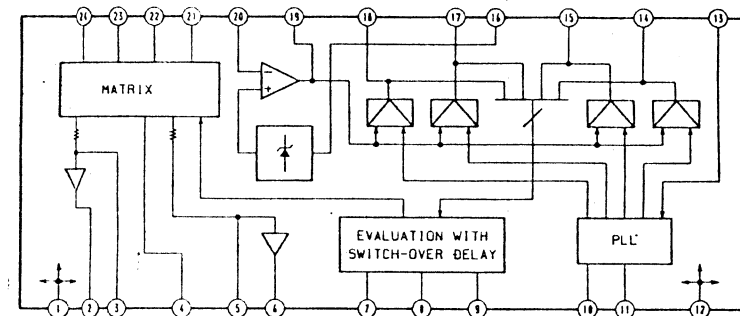 24 23 22 21 20 19 18 17 16 15 14 13
MATRIX
− +
EVALUATION WITH
SWITCH-OVER DELAY
PLL
1 2 3 4 5 6 7 8 9 10 11 12